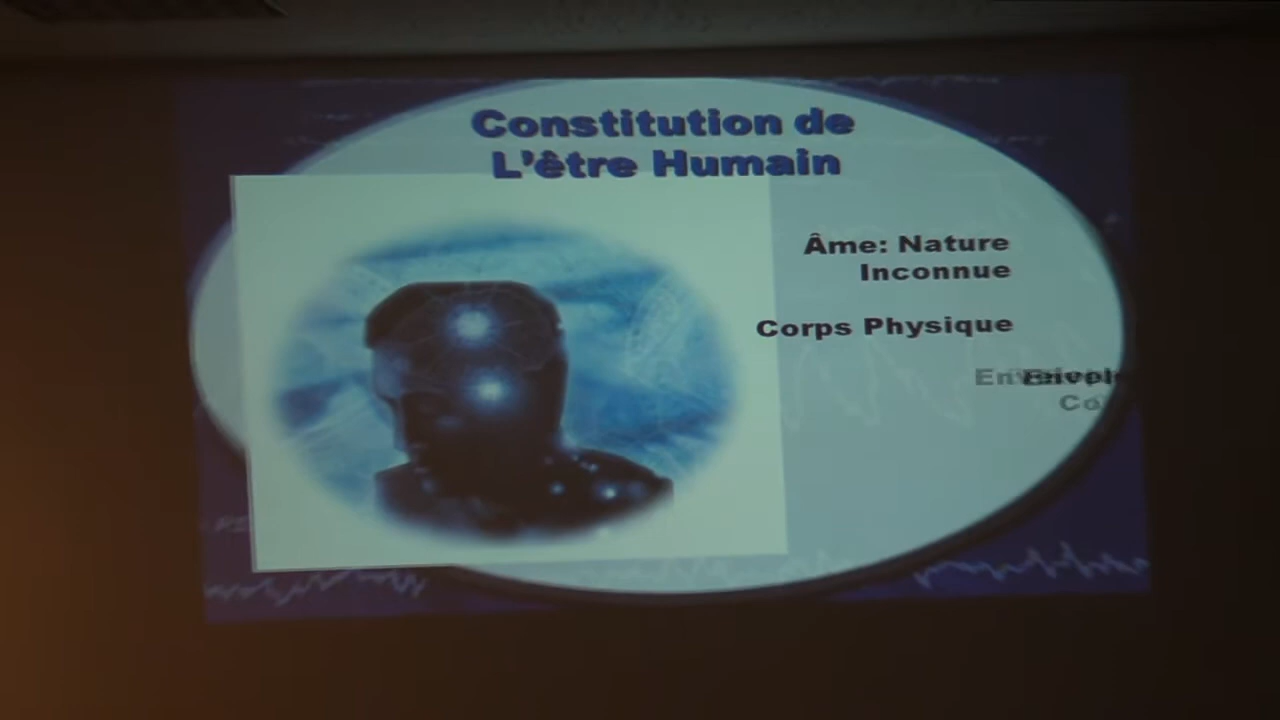 Constitution de
L'être Humain
Âme: Nature
Inconnue
Corps Physique